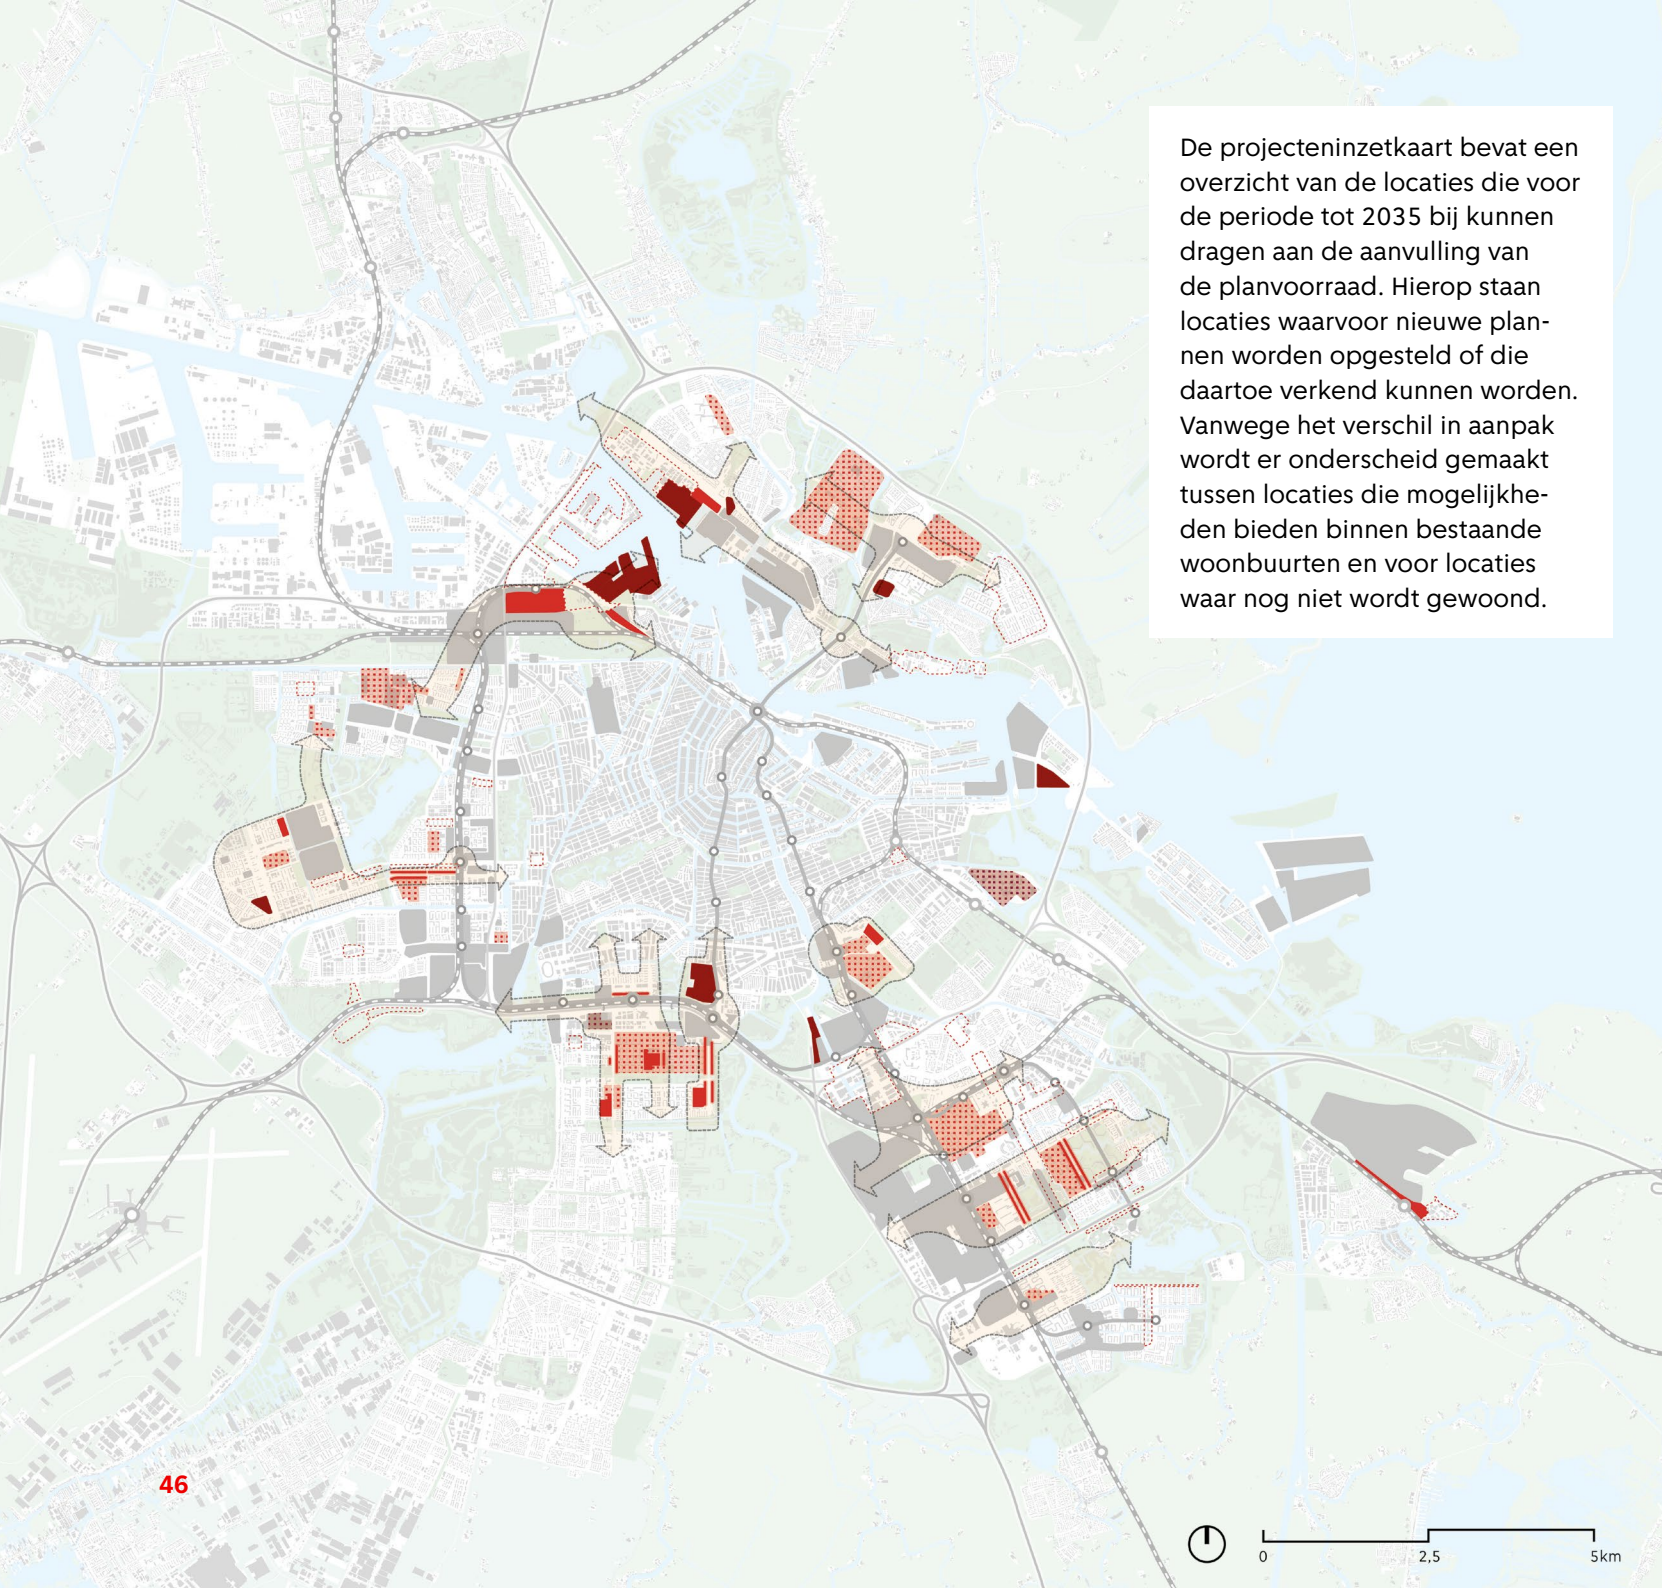 De projecteninzetkaart bevat een
overzicht van de locaties die voor
de periode tot 2035 bij kunnen
dragen aan de aanvulling van
de planvoorraad. Hierop staan
locaties waarvoor nieuwe plan-
nen worden opgesteld of die
daartoe verkend kunnen worden.
Vanwege het verschil in aanpak
wordt er onderscheid gemaakt
tussen locaties die mogelijkhe-
den bieden binnen bestaande
woonbuurten en voor locaties
waar nog niet wordt gewoond.
46
0 2,5 5km